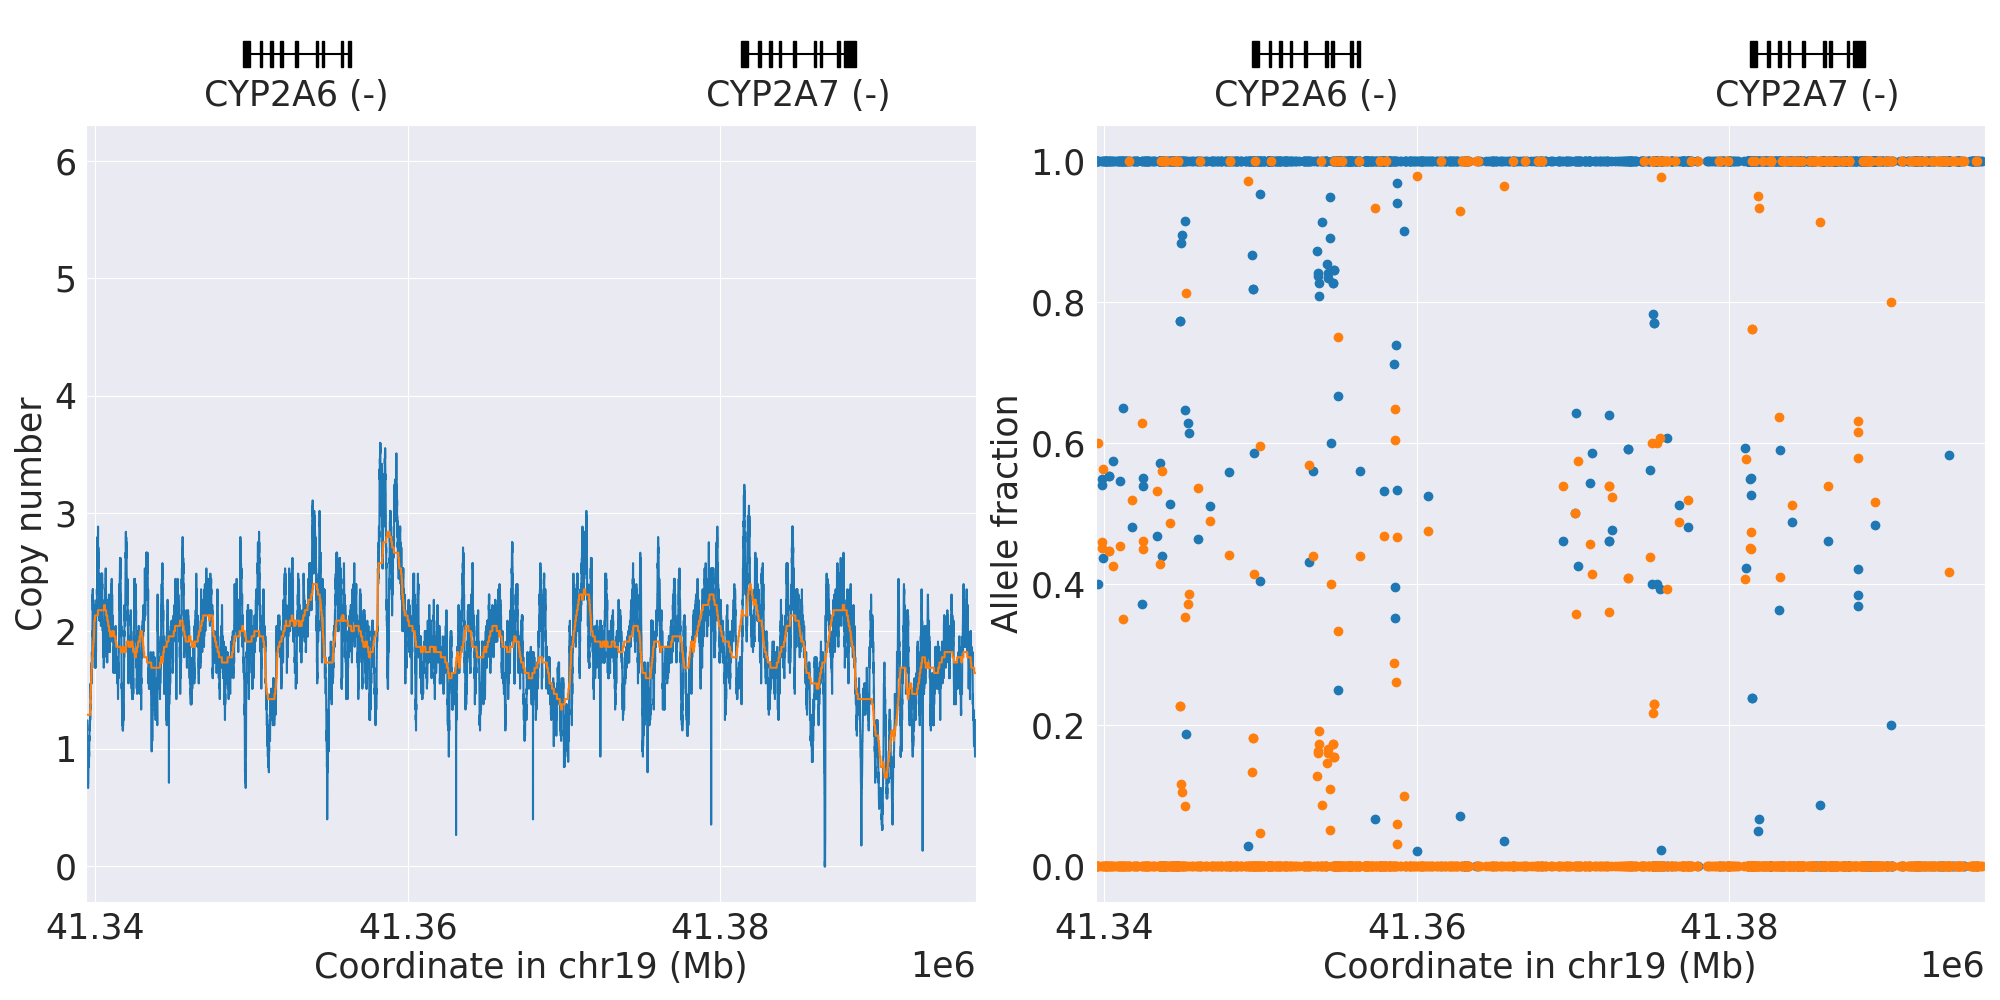 CYP2A6 (-)
CYP2A7 (-)
6
5
4
3
2
1
0
Copy number
41.34
41.36
41.38
Coordinate in chr19 (Mb)
1e6
CYP2A6 (-)
CYP2A7 (-)
1.0
0.8
0.6
0.4
0.2
0.0
Allele fraction
41.34
41.36
41.38
Coordinate in chr19 (Mb)
1e6